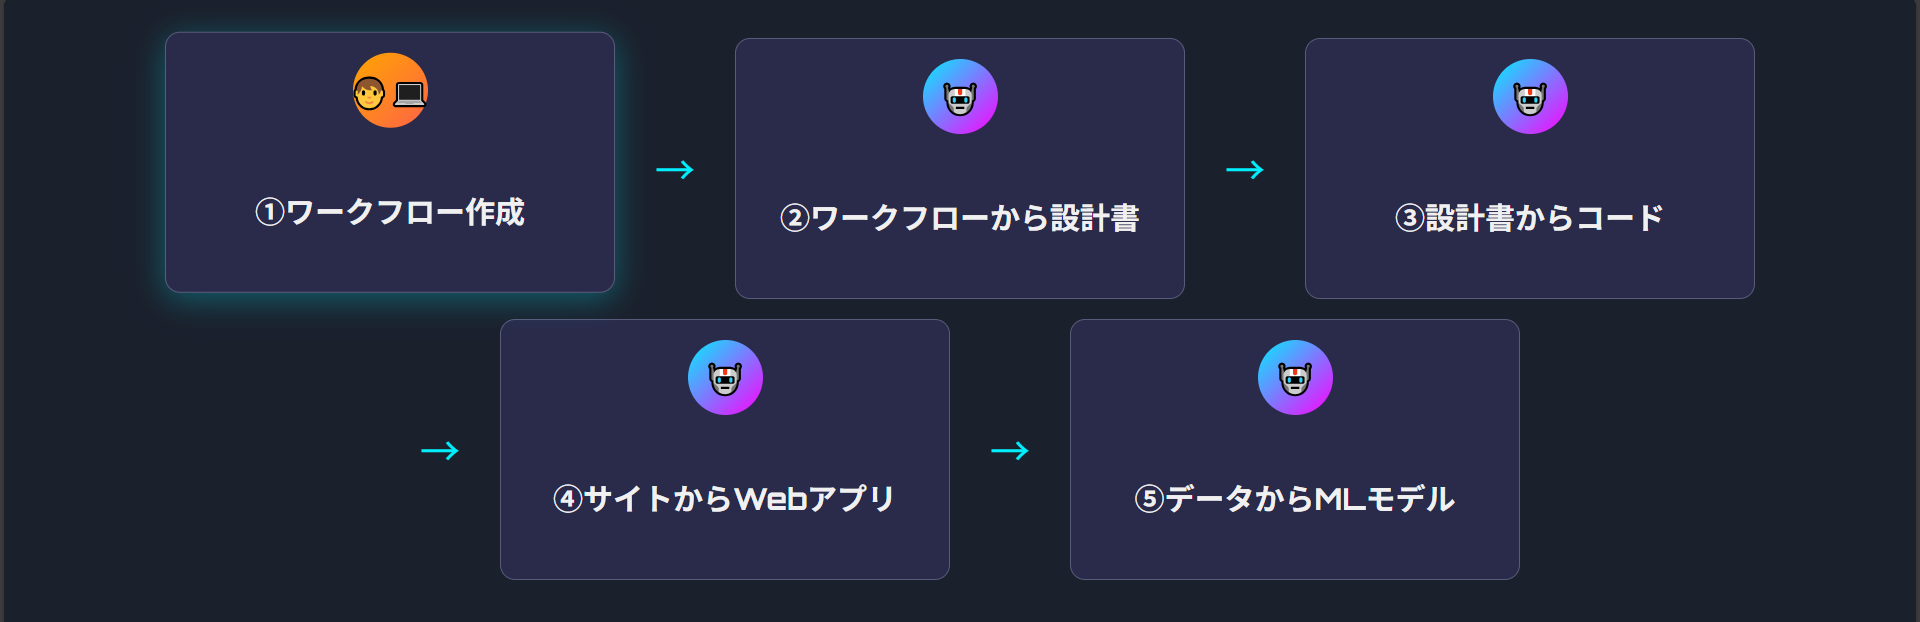 ①ワークフロー作成
→
②ワークフローから設計書
→
③設計書からコード
→
④サイトからWebアプリ
→
⑤データからMLモデル